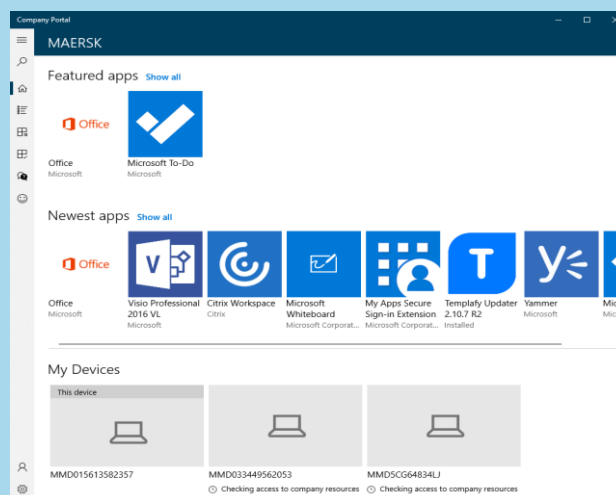 Company Portal
MAERSK
Featured apps Show all
Office
Office
Microsoft
Microsoft To-Do
Microsoft
Newest apps Show all
Office
Office
Microsoft
Visio Professional
2016 VL
Microsoft
Citrix Workspace
Citrix
Microsoft
Whiteboard
Microsoft Corporat...
My Apps Secure
Sign-in Extension
Microsoft Corporat...
T
Templafy Updater
2.10.7 R2
Installed
Yammer
Microsoft
Mic
Mic
My Devices
This device
MMD015613582357
MMD033449562053
Checking access to company resources
MMD5CG64834LJ
Checking access to company resources